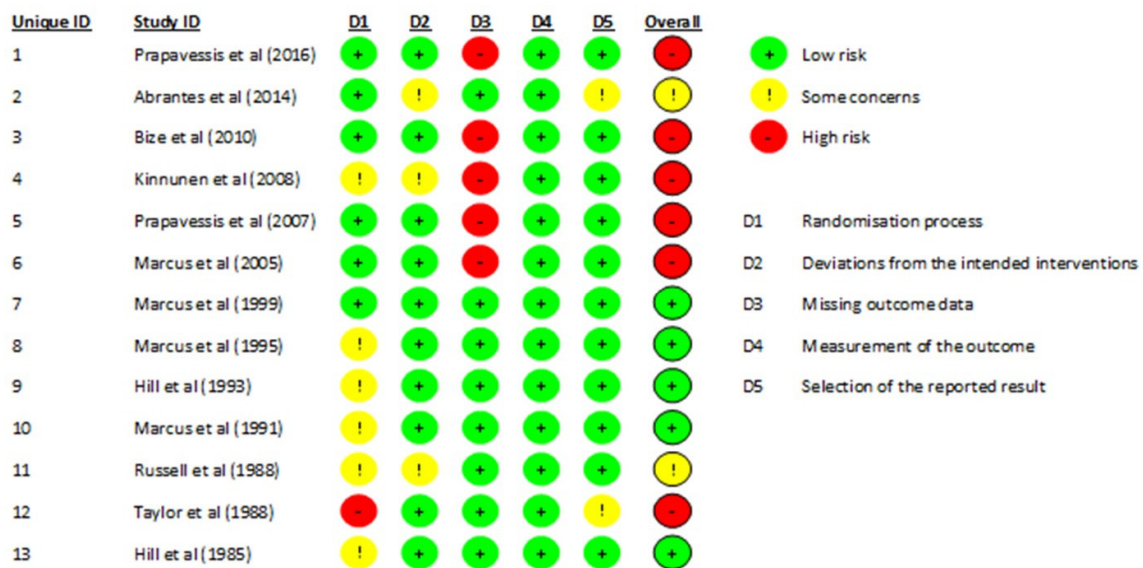 Unique ID Study ID D1 D2 D3 D4 D5 Overall
1 Prapavessis et al (2016) + + - + + - + Low risk
2 Abrantes et al (2014) + ! + + ! ! ! Some concerns
3 Bize et al (2010) + + - + + - - High risk
4 Kinnunen et al (2008) ! ! - + + -
5 Prapavessis et al (2007) + + - + + - D1 Randomisation process
6 Marcus et al (2005) + + - + + - D2 Deviations from the intended interventions
7 Marcus et al (1999) + + + + + + D3 Missing outcome data
8 Marcus et al (1995) ! + + + + + D4 Measurement of the outcome
9 Hill et al (1993) ! + + + + + D5 Selection of the reported result
10 Marcus et al (1991) ! + + + + +
11 Russell et al (1988) ! ! + + + !
12 Taylor et al (1988) - + + + ! -
13 Hill et al (1985) ! + + + + +